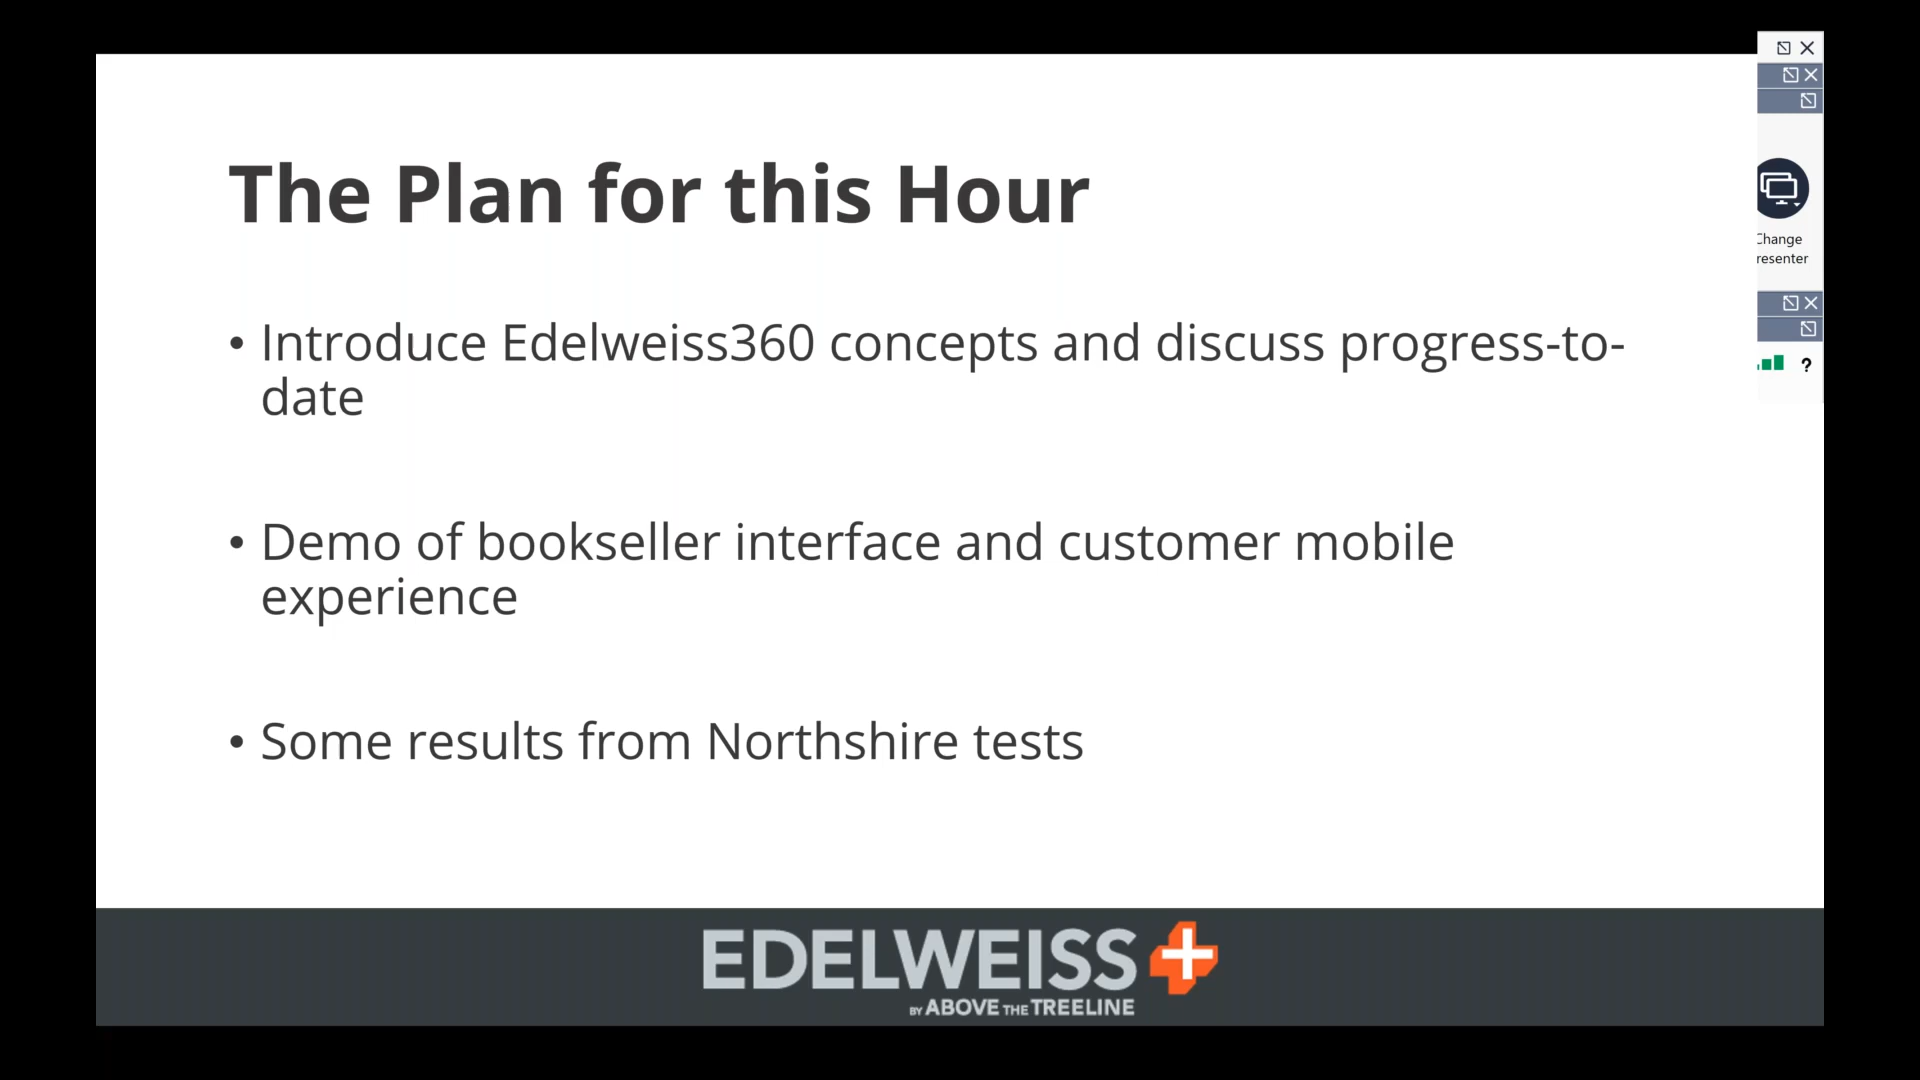 The Plan for this Hour
• Introduce Edelweiss360 concepts and discuss progress-to-
date
• Demo of bookseller interface and customer mobile
experience
• Some results from Northshire tests
Change
resenter
?
EDELWEISS+
BY ABOVE THE TREELINE